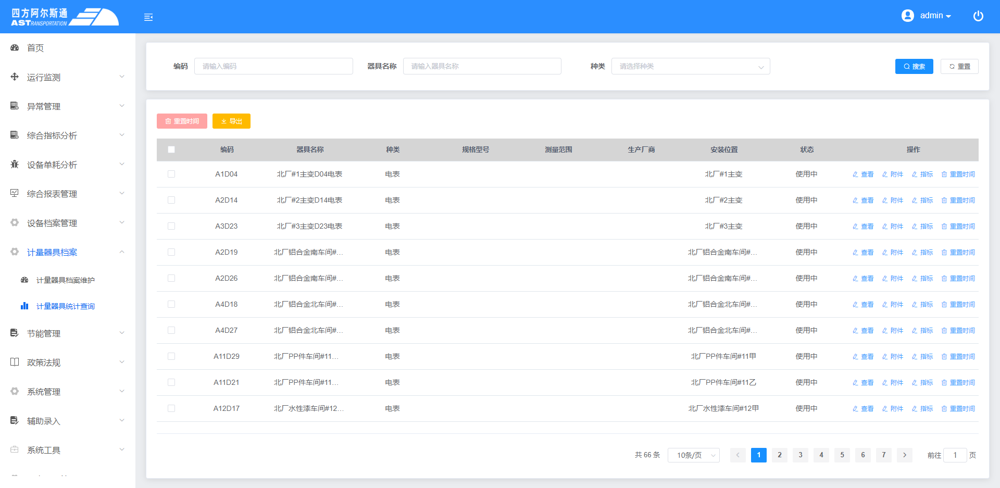 四方阿尔斯通
ASTRANSPORTATION
admin
首页
运行监测
异常管理
综合指标分析
设备单耗分析
综合报表管理
设备档案管理
计量器具档案
计量器具档案维护
计量器具统计查询
节能管理
政策法规
系统管理
辅助录入
系统工具
编码 请输入编码 器具名称 请输入器具名称 种类 请选择种类 搜索 重置
重置时间 导出
编码 器具名称 种类 规格型号 测量范围 生产厂商 安装位置 状态 操作
A1D04 北厂#1主变D04电表 电表 北厂#1主变 使用中 查看 附件 指标 重置时间
A2D14 北厂#2主变D14电表 电表 北厂#2主变 使用中 查看 附件 指标 重置时间
A3D23 北厂#3主变D23电表 电表 北厂#3主变 使用中 查看 附件 指标 重置时间
A2D19 北厂铝合金南车间#... 电表 北厂铝合金南车间#... 使用中 查看 附件 指标 重置时间
A2D26 北厂铝合金南车间#... 电表 北厂铝合金南车间#... 使用中 查看 附件 指标 重置时间
A4D18 北厂铝合金北车间#... 电表 北厂铝合金北车间#... 使用中 查看 附件 指标 重置时间
A4D27 北厂铝合金北车间#... 电表 北厂铝合金北车间#... 使用中 查看 附件 指标 重置时间
A11D29 北厂PP件车间#11... 电表 北厂PP件车间#11甲 使用中 查看 附件 指标 重置时间
A11D21 北厂PP件车间#11... 电表 北厂PP件车间#11乙 使用中 查看 附件 指标 重置时间
A12D17 北厂水性漆车间#12... 电表 北厂水性漆车间#12甲 使用中 查看 附件 指标 重置时间
共 66 条 10条/页 1 2 3 4 5 6 7 前往 1 页